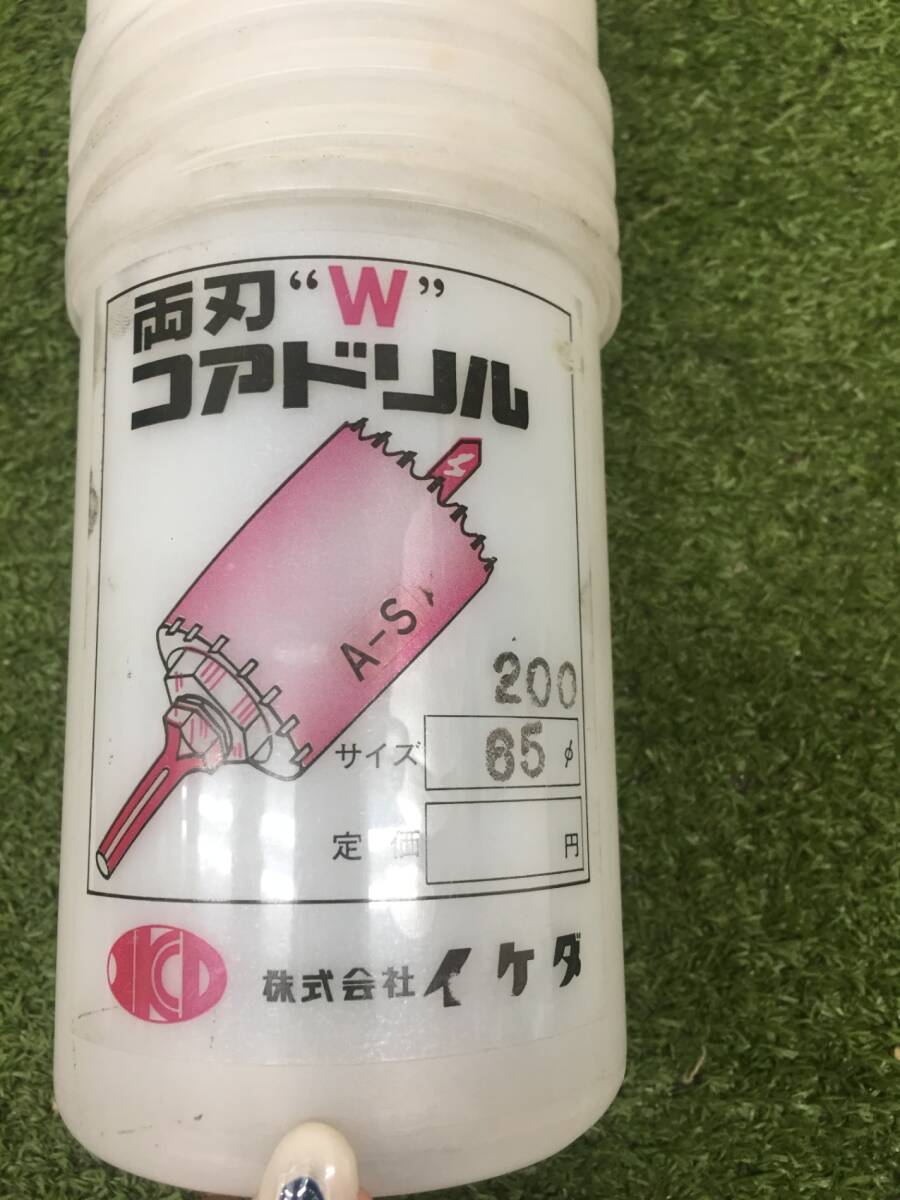 両刃“W”
コアドリル
A-S
200
サイズ 65 φ
定価 円
株式会社イケダ